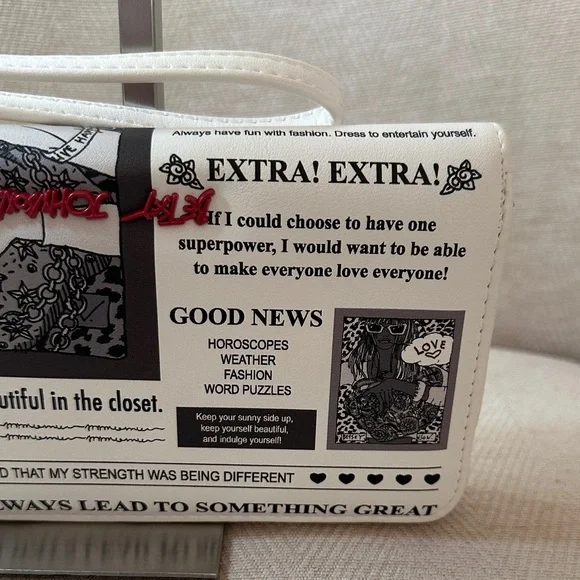 Always have fun with fashion. Dress to entertain yourself.
EXTRA! EXTRA!
BETSEY
JOHNSON
If I could choose to have one
superpower, I would want to be able
to make everyone love everyone!
GOOD NEWS
HOROSCOPES
WEATHER
FASHION
WORD PUZZLES
LOVE
Keep your sunny side up,
keep yourself beautiful,
and indulge yourself!
utiful in the closet.
D THAT MY STRENGTH WAS BEING DIFFERENT
WAYS LEAD TO SOMETHING GREAT